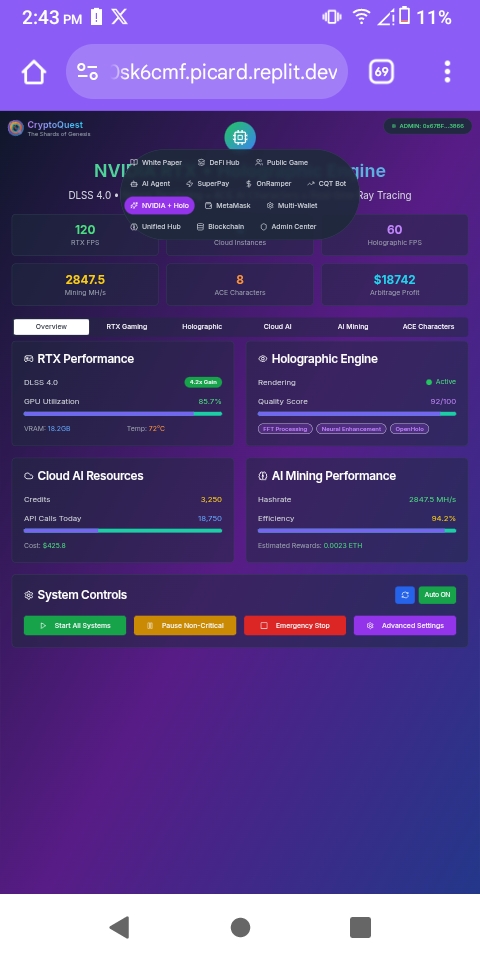 2:43 PM
11%
0sk6cmf.picard.replit.dev
69
CryptoQuest
The Shards of Genesis
ADMIN: 0x67BF...3866
White Paper DeFi Hub Public Game
AI Agent SuperPay OnRamper CQT Bot
NVIDIA + Holo MetaMask Multi-Wallet
Unified Hub Blockchain Admin Center
DLSS 4.0 • Ray Tracing
120
RTX FPS
Cloud Instances
60
Holographic FPS
2847.5
Mining MH/s
8
ACE Characters
$18742
Arbitrage Profit
Overview RTX Gaming Holographic Cloud AI AI Mining ACE Characters
RTX Performance
DLSS 4.0 4.2x Gain
GPU Utilization 85.7%
VRAM: 18.2GB Temp: 72°C
Holographic Engine
Rendering Active
Quality Score 92/100
FFT Processing Neural Enhancement OpenHolo
Cloud AI Resources
Credits 3,250
API Calls Today 18,750
Cost: $425.8
AI Mining Performance
Hashrate 2847.5 MH/s
Efficiency 94.2%
Estimated Rewards: 0.0023 ETH
System Controls
Auto ON
Start All Systems Pause Non-Critical Emergency Stop Advanced Settings